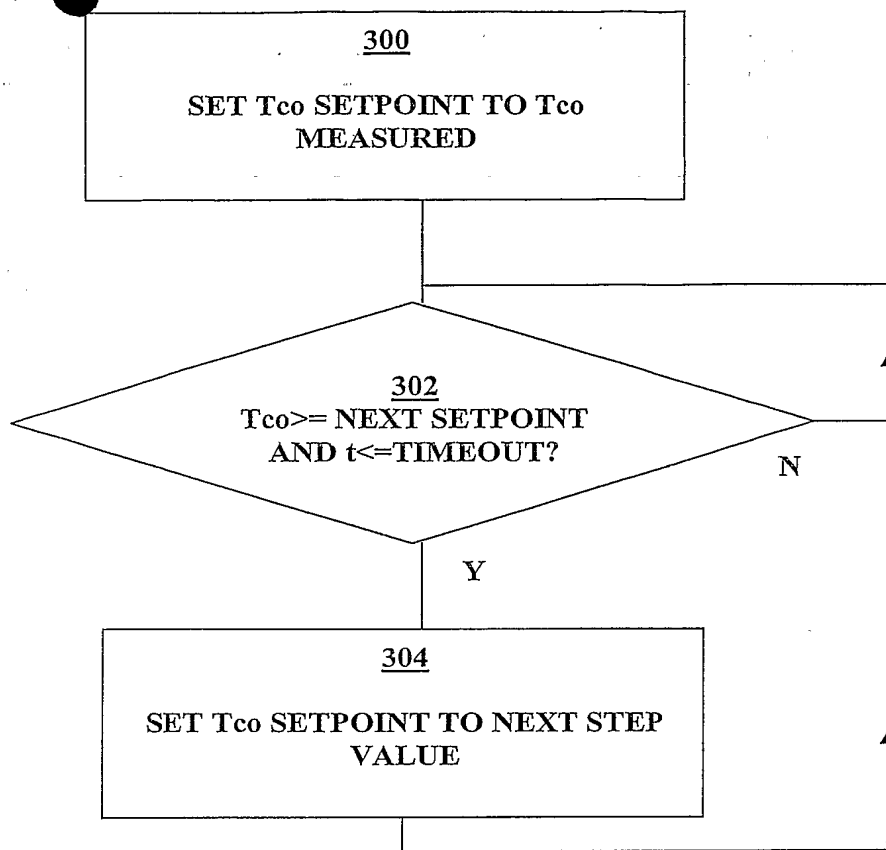 300
SET Tco SETPOINT TO Tco
MEASURED
302
Tco>= NEXT SETPOINT
AND t<=TIMEOUT?
N
Y
304
SET Tco SETPOINT TO NEXT STEP
VALUE